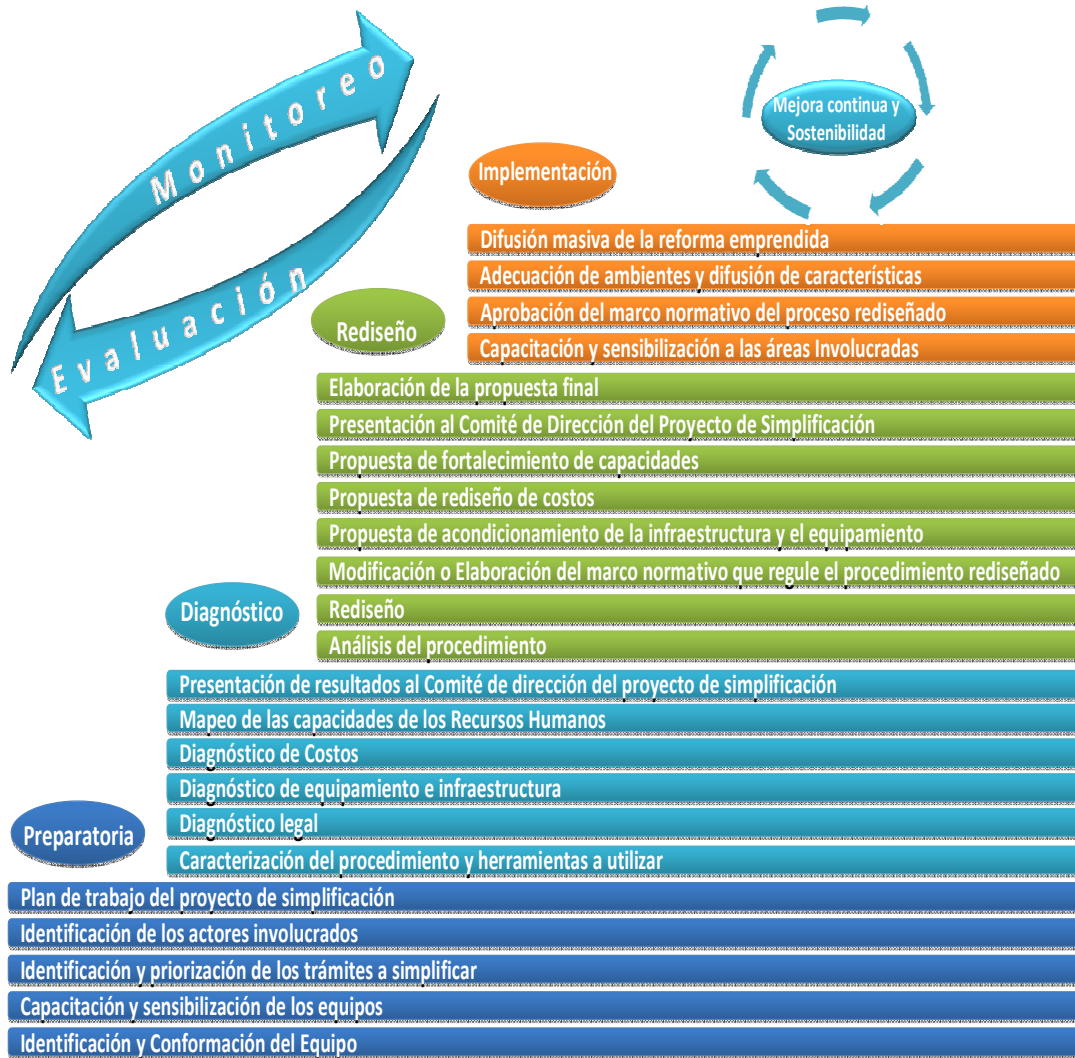 Monitoreo
Evaluación
Mejora continua y
Sostenibilidad
Implementación
Difusión masiva de la reforma emprendida
Adecuación de ambientes y difusión de características
Aprobación del marco normativo del proceso rediseñado
Capacitación y sensibilización a las áreas Involucradas
Rediseño
Elaboración de la propuesta final
Presentación al Comité de Dirección del Proyecto de Simplificación
Propuesta de fortalecimiento de capacidades
Propuesta de rediseño de costos
Propuesta de acondicionamiento de la infraestructura y el equipamiento
Modificación o Elaboración del marco normativo que regule el procedimiento rediseñado
Rediseño
Análisis del procedimiento
Diagnóstico
Presentación de resultados al Comité de dirección del proyecto de simplificación
Mapeo de las capacidades de los Recursos Humanos
Diagnóstico de Costos
Diagnóstico de equipamiento e infraestructura
Diagnóstico legal
Caracterización del procedimiento y herramientas a utilizar
Preparatoria
Plan de trabajo del proyecto de simplificación
Identificación de los actores involucrados
Identificación y priorización de los trámites a simplificar
Capacitación y sensibilización de los equipos
Identificación y Conformación del Equipo